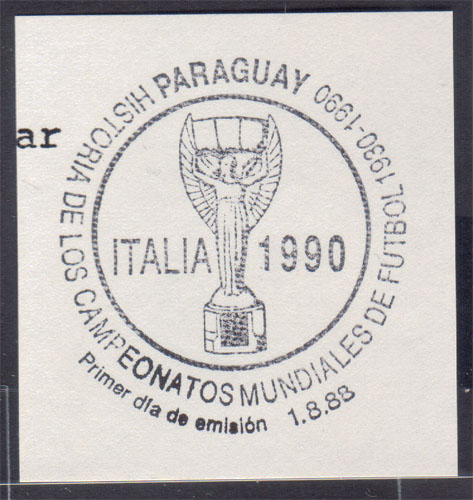 ar
PARAGUAY
HISTORIA DE LOS CAMPEONATOS MUNDIALES DE FUTBOL 1930-1990
ITALIA 1990
Primer día de emisión 1.8.88